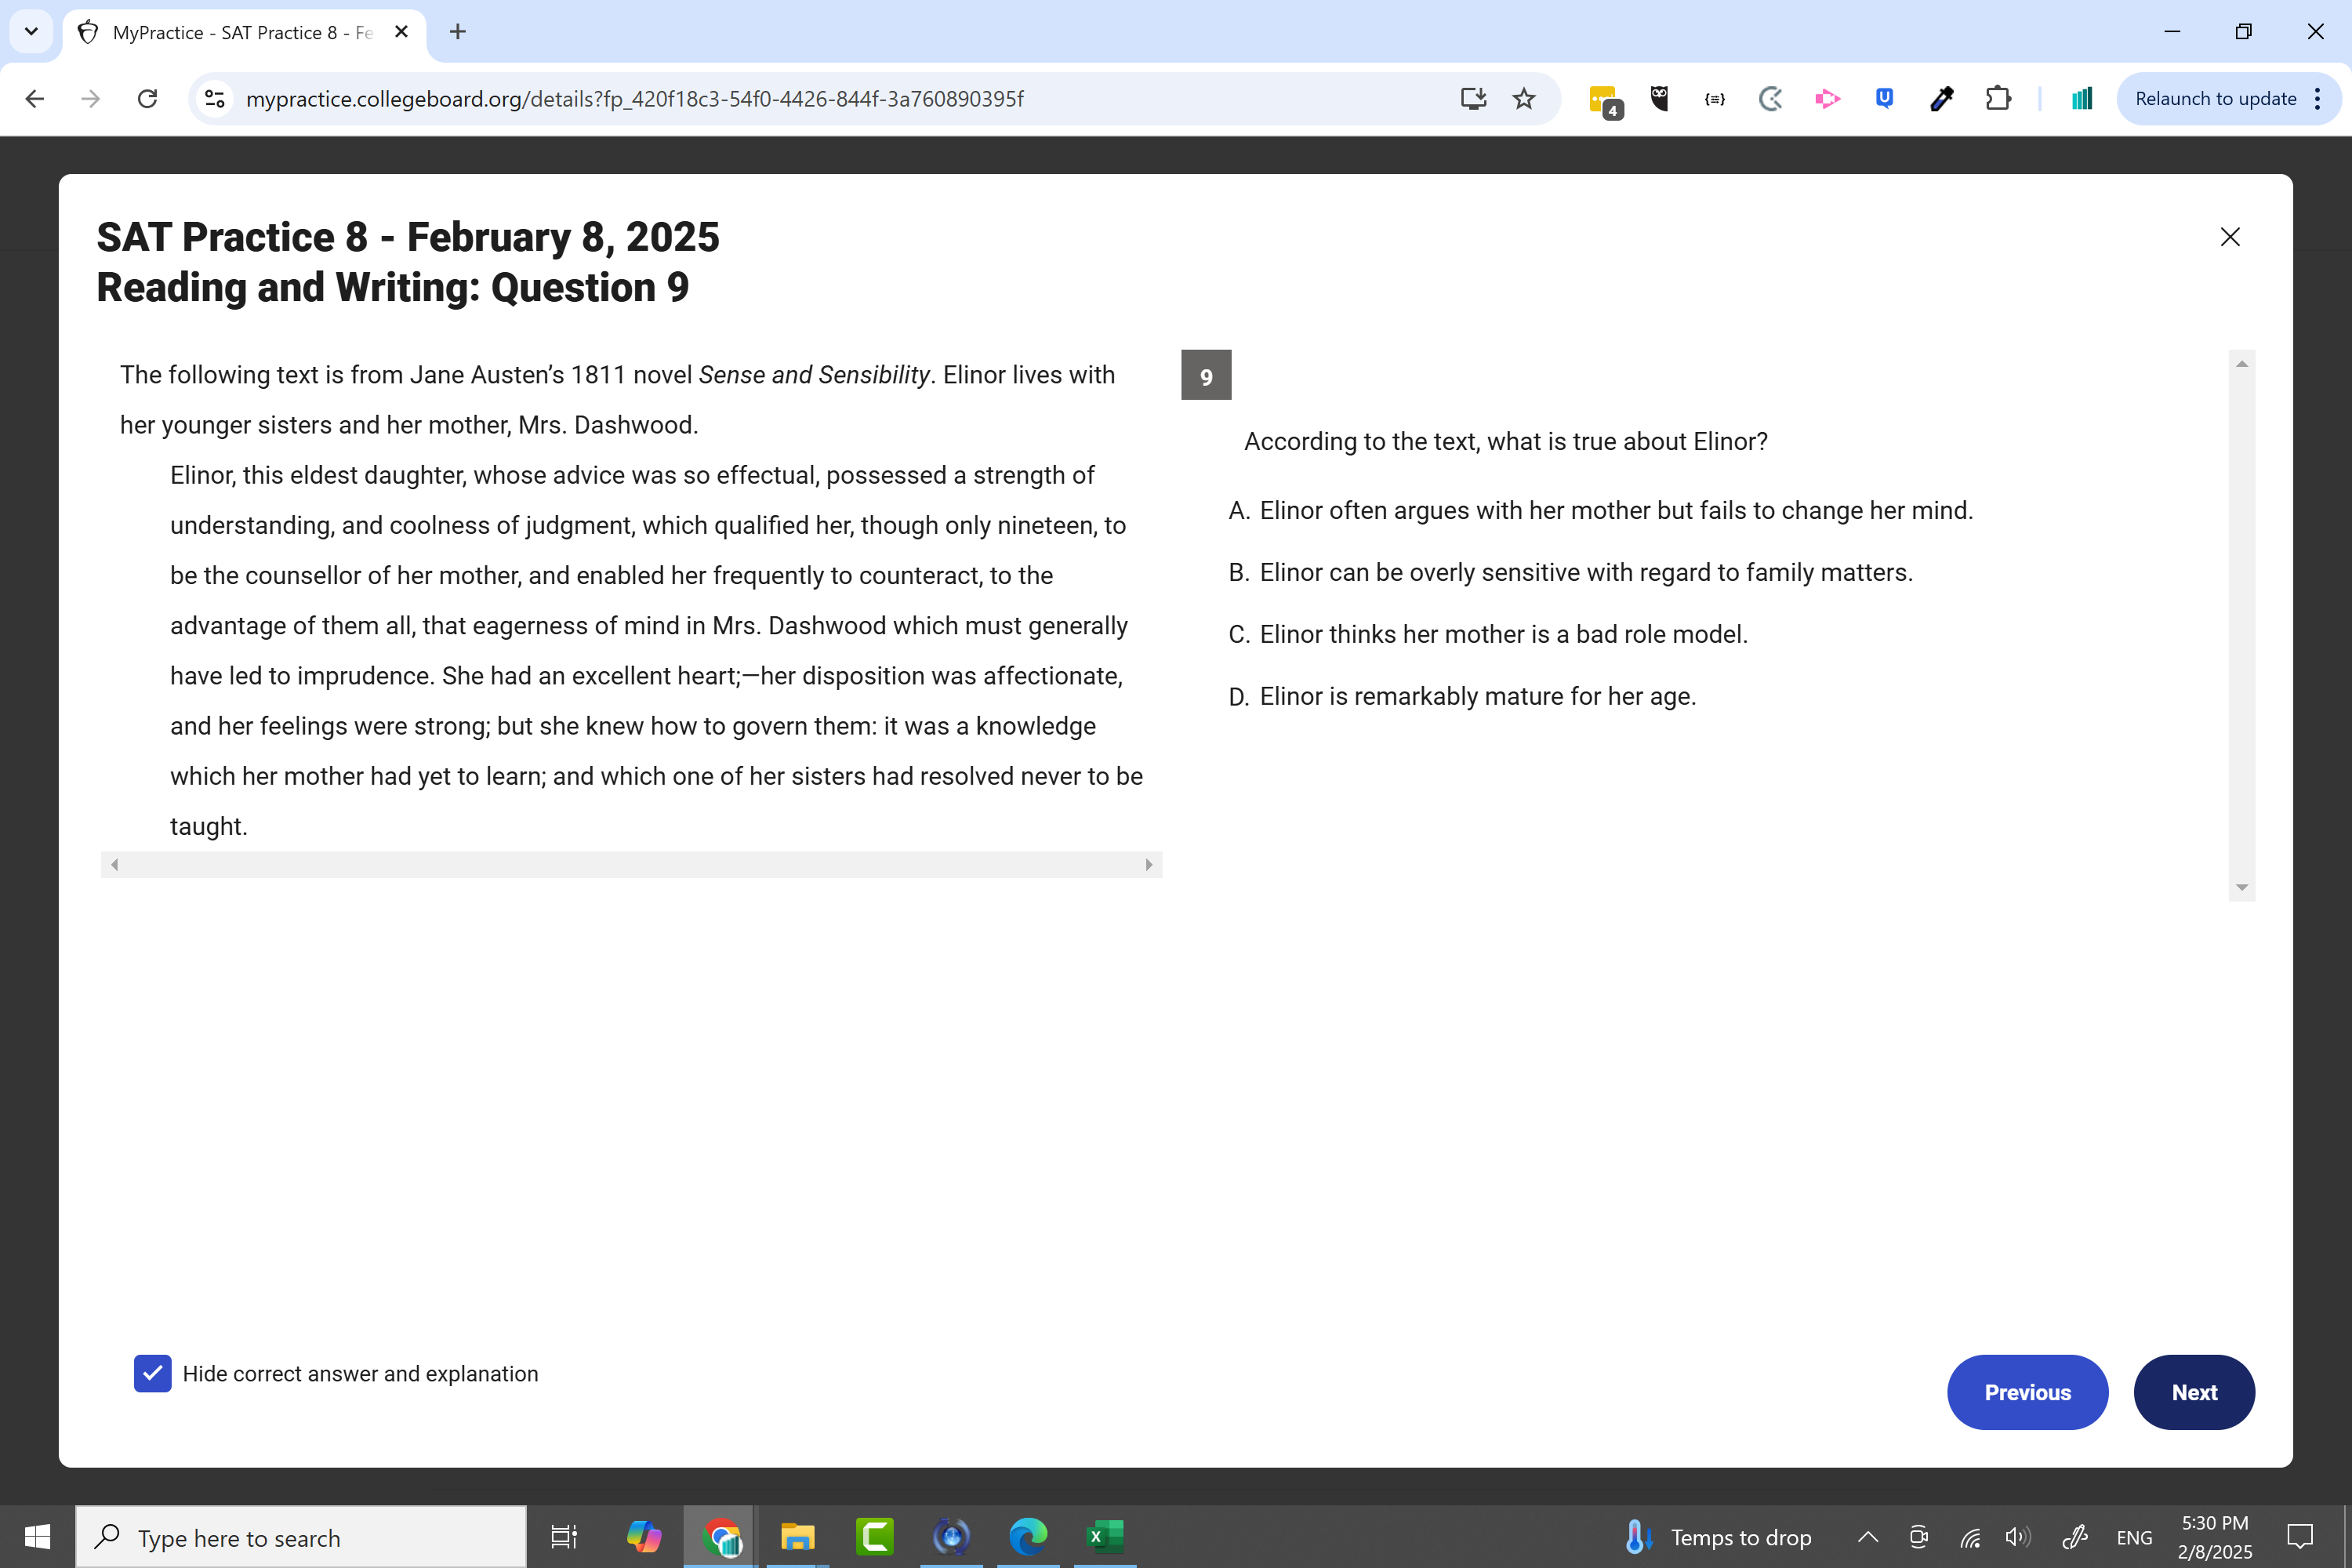 MyPractice - SAT Practice 8 - Fe
mypractice.collegeboard.org/details?fp_420f18c3-54f0-4426-844f-3a760890395f
4
{≡}
U
Relaunch to update
SAT Practice 8 - February 8, 2025
Reading and Writing: Question 9
The following text is from Jane Austen’s 1811 novel Sense and Sensibility. Elinor lives with
her younger sisters and her mother, Mrs. Dashwood.
Elinor, this eldest daughter, whose advice was so effectual, possessed a strength of
understanding, and coolness of judgment, which qualified her, though only nineteen, to
be the counsellor of her mother, and enabled her frequently to counteract, to the
advantage of them all, that eagerness of mind in Mrs. Dashwood which must generally
have led to imprudence. She had an excellent heart;—her disposition was affectionate,
and her feelings were strong; but she knew how to govern them: it was a knowledge
which her mother had yet to learn; and which one of her sisters had resolved never to be
taught.
9
According to the text, what is true about Elinor?
A. Elinor often argues with her mother but fails to change her mind.
B. Elinor can be overly sensitive with regard to family matters.
C. Elinor thinks her mother is a bad role model.
D. Elinor is remarkably mature for her age.
Hide correct answer and explanation
Previous
Next
Type here to search
Temps to drop
ENG
5:30 PM
2/8/2025